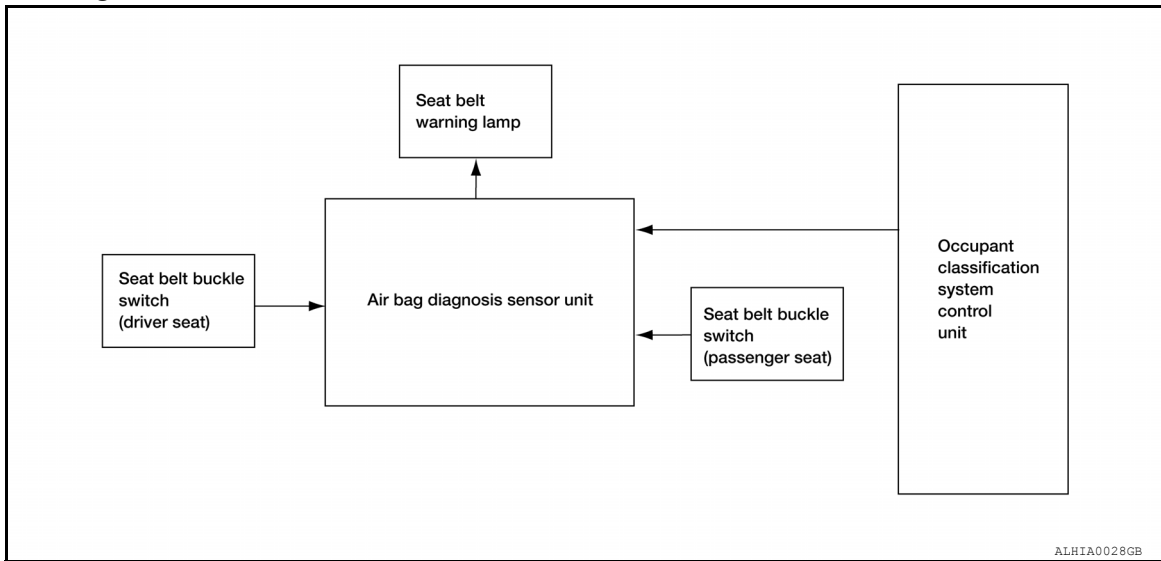 Seat belt
warning lamp
Seat belt buckle
switch
(driver seat)
Air bag diagnosis sensor unit
Seat belt buckle
switch
(passenger seat)
Occupant
classification
system
control
unit
ALHIA0028GB